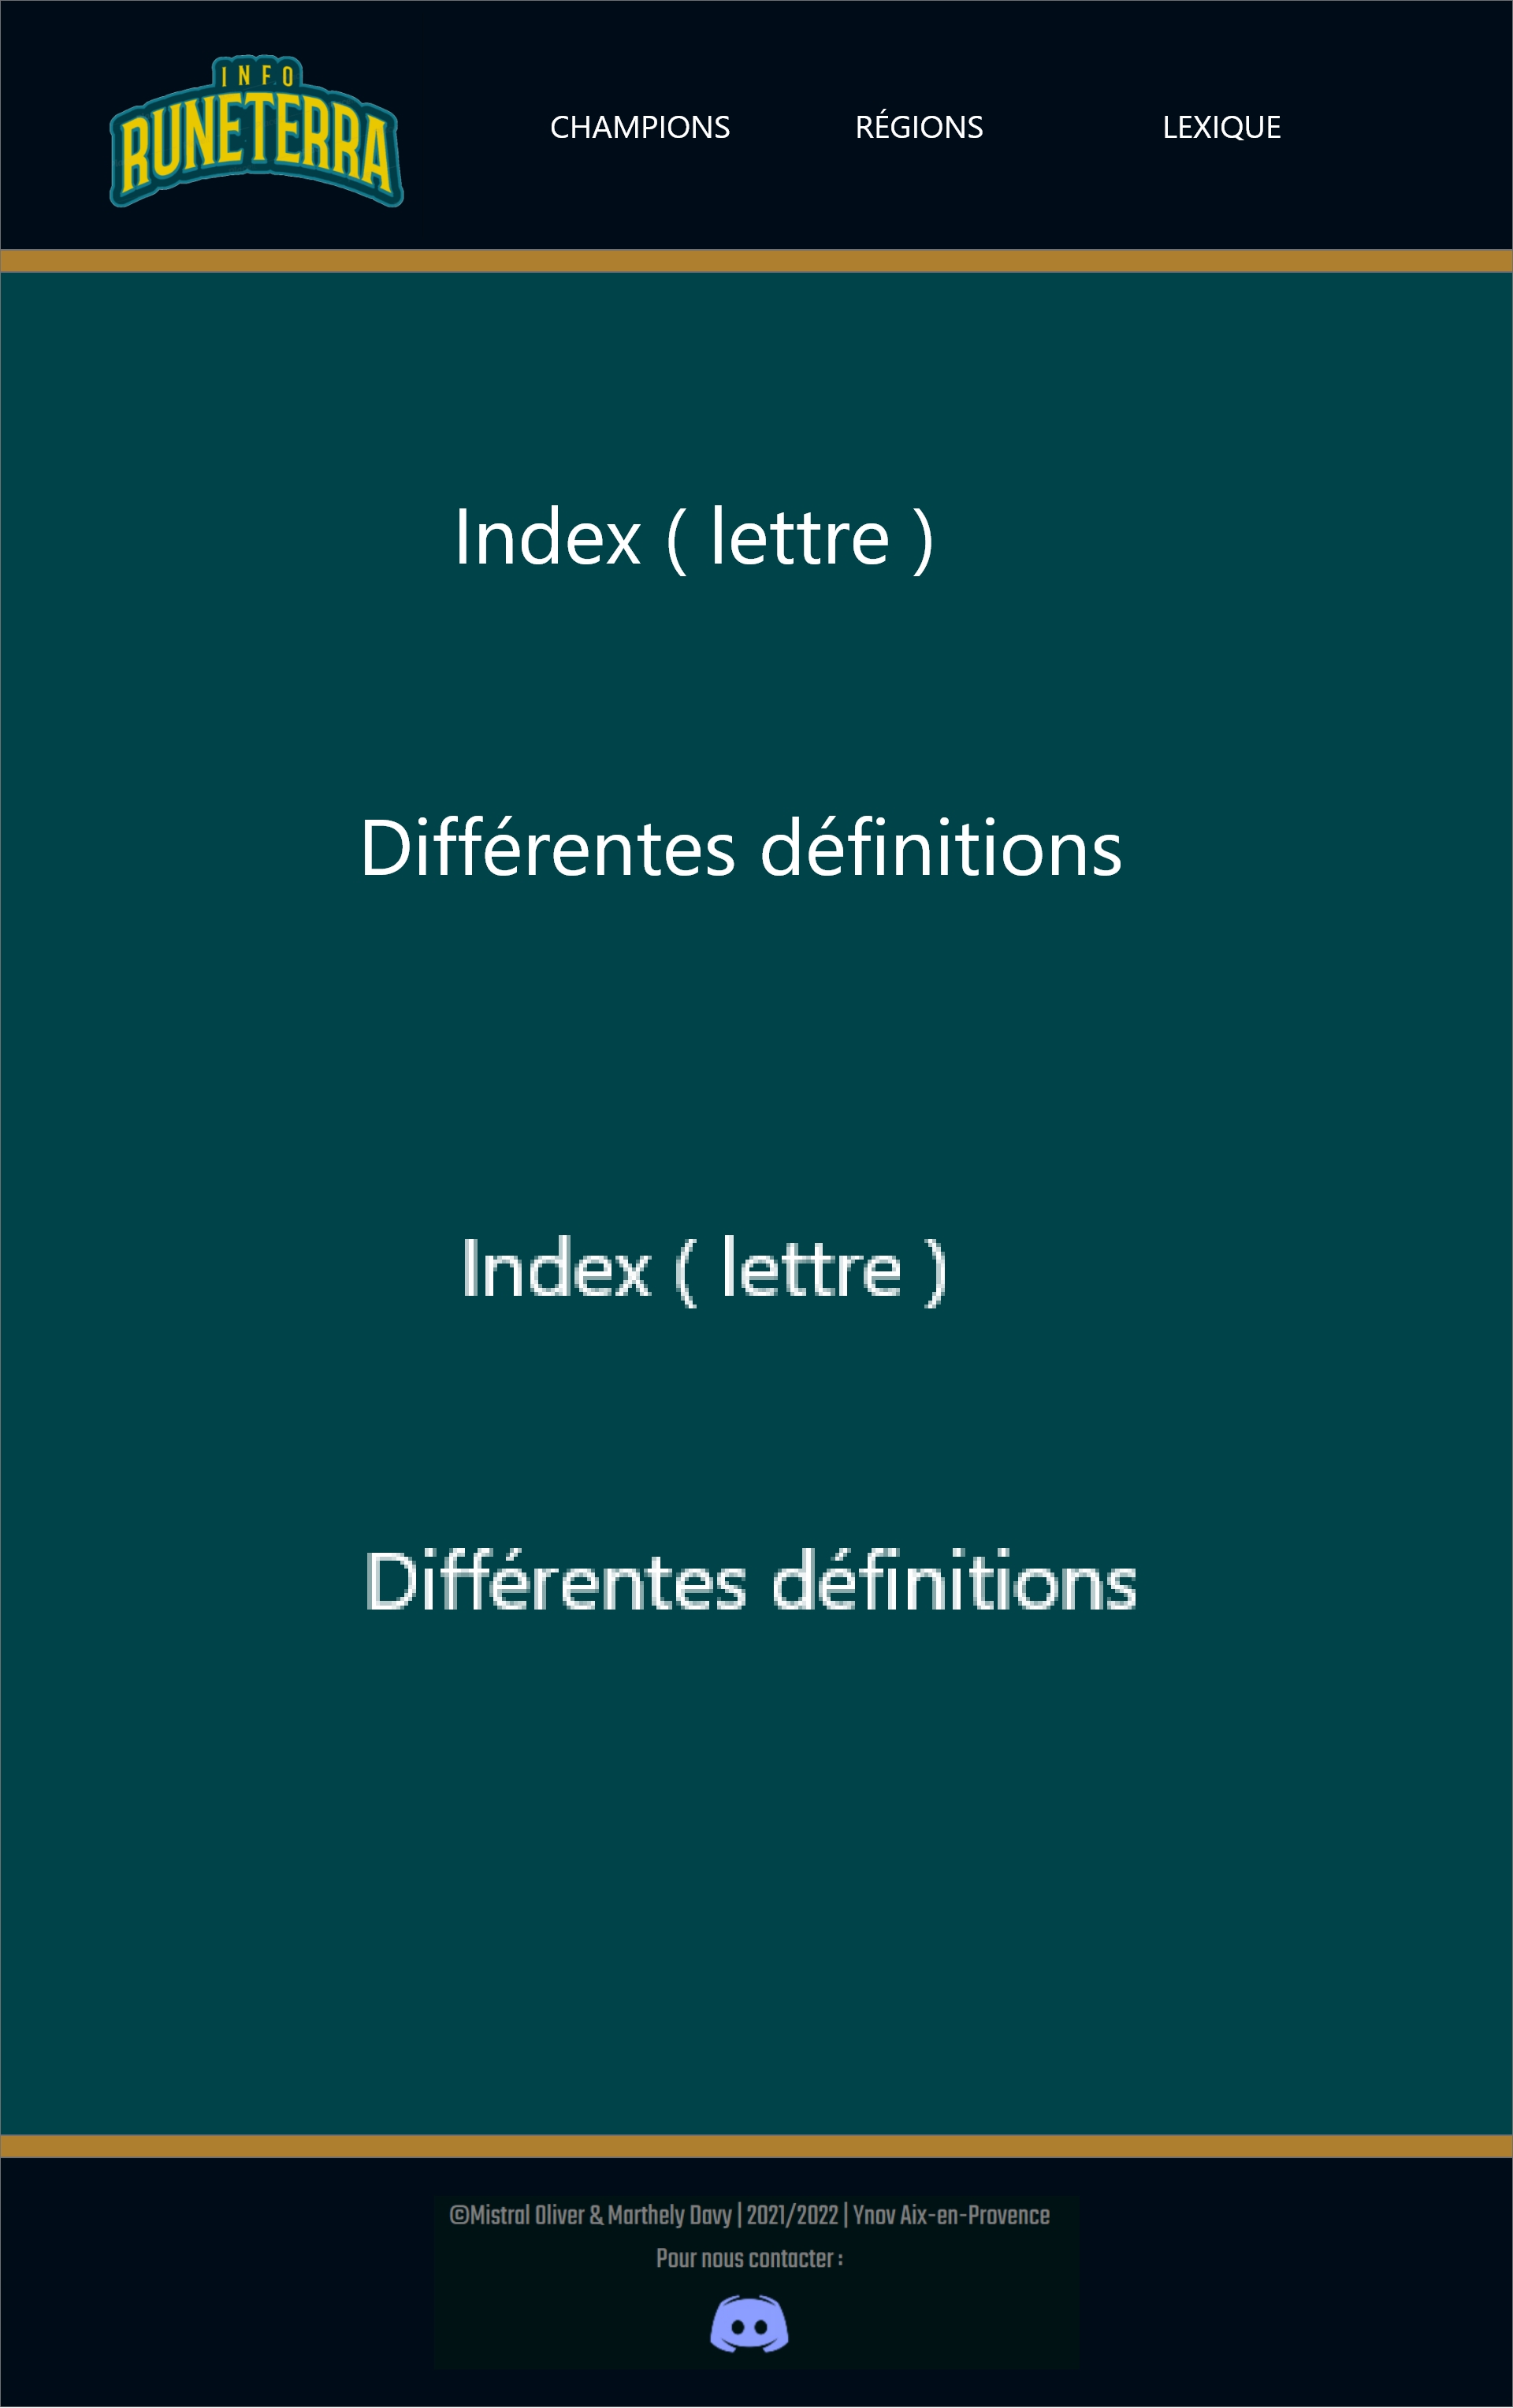 INFO
RUNETERRA
CHAMPIONS RÉGIONS LEXIQUE
Index ( lettre )
Différentes définitions
Index ( lettre )
Différentes définitions
©Mistral Oliver & Marthely Davy | 2021/2022 | Ynov Aix-en-Provence
Pour nous contacter :